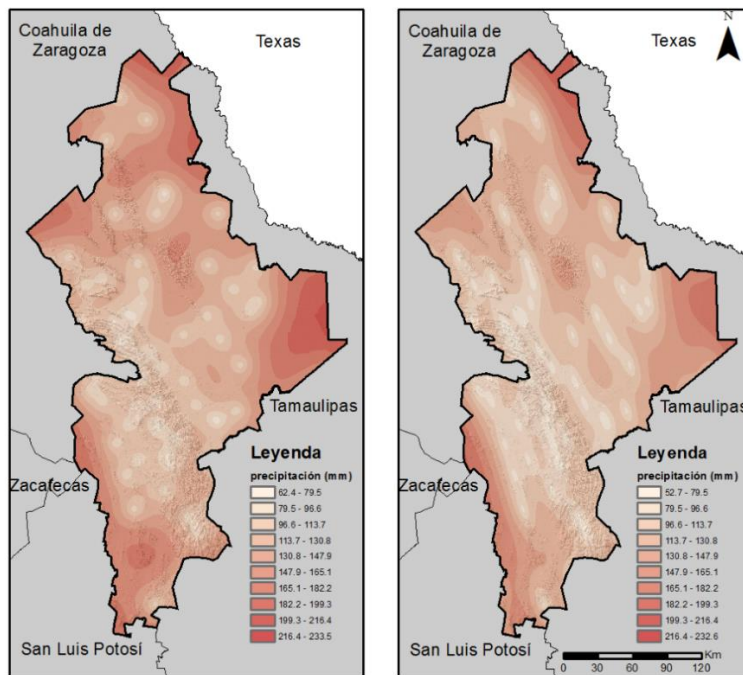 Coahuila de
Zaragoza
Texas
Tamaulipas
Zacafecas
San Luis Potosí
Leyenda
precipitación (mm)
62.4 - 79.5
79.5 - 96.6
96.6 - 113.7
113.7 - 130.8
130.8 - 147.9
147.9 - 165.1
165.1 - 182.2
182.2 - 199.3
199.3 - 216.4
216.4 - 233.5
Coahuila de
Zaragoza
Texas
N
Tamaulipas
Zacafecas
San Luis Potosí
Leyenda
precipitación (mm)
52.7 - 79.5
79.5 - 96.6
96.6 - 113.7
113.7 - 130.8
130.8 - 147.9
147.9 - 165.1
165.1 - 182.2
182.2 - 199.3
199.3 - 216.4
216.4 - 232.6
Km
0 30 60 90 120